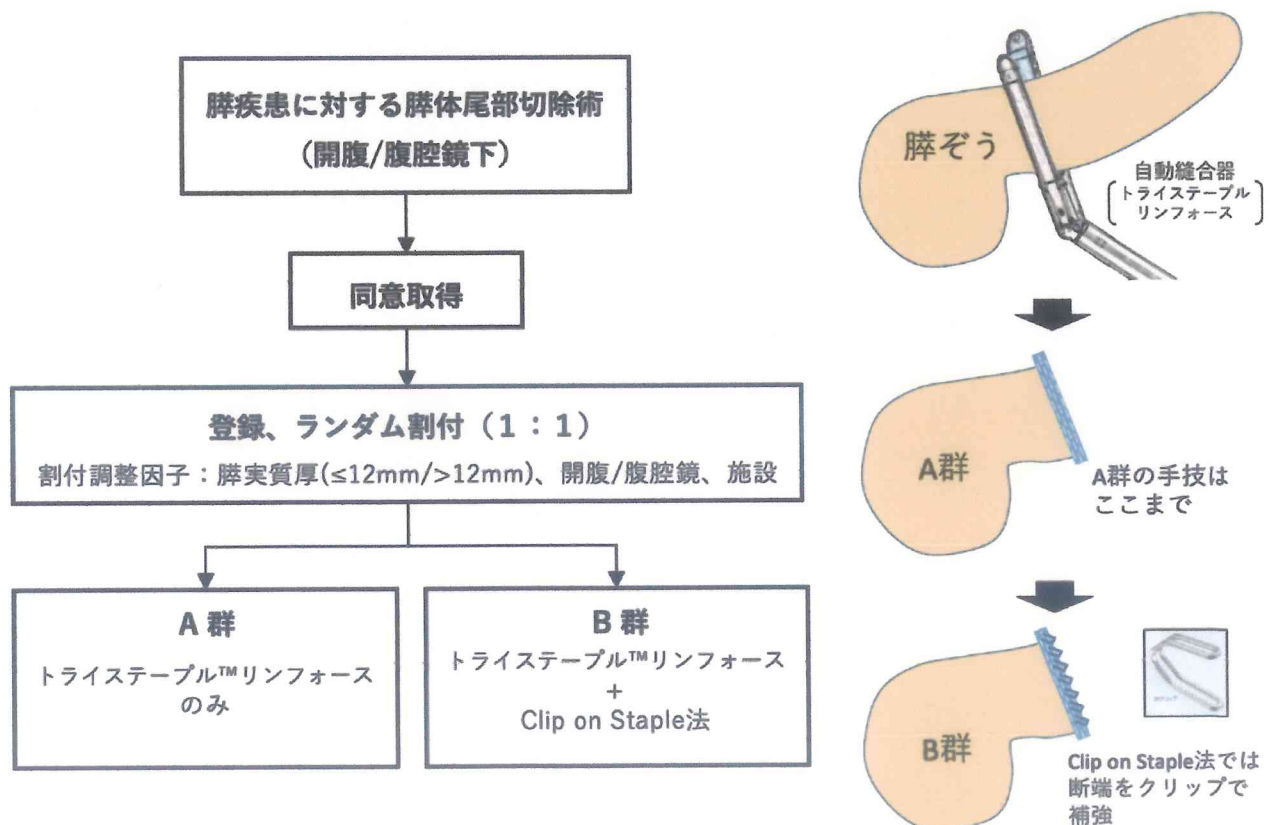 膵疾患に対する膵体尾部切除術
（開腹/腹腔鏡下）
同意取得
登録、ランダム割付（1：1）
割付調整因子：膵実質厚(≤12mm/>12mm)、開腹/腹腔鏡、施設
A 群
トライステープル™リンフォース
のみ
B 群
トライステープル™リンフォース
+
Clip on Staple法
膵ぞう
自動縫合器
トライステープル
リンフォース
A群
A群の手技は
ここまで
B群
Clip on Staple法では
断端をクリップで
補強